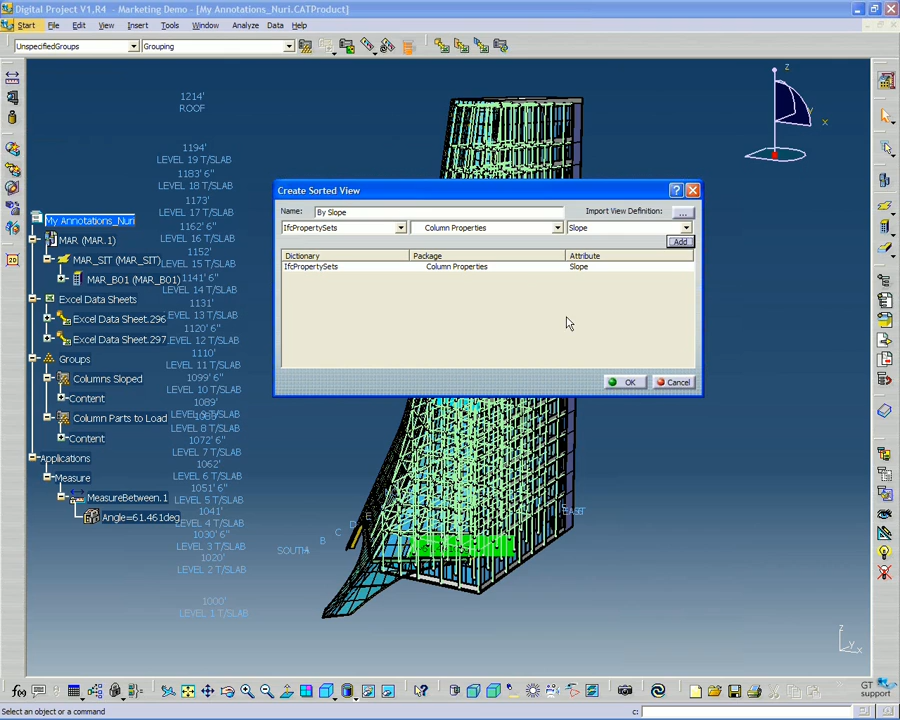 Digital Project V1,R4 - Marketing Demo - [My Annotations_Nuri.CATProduct]
Start File Edit View Insert Tools Window Analyze Data Help
UnspecifiedGroups Grouping
z
y
x
1214'
ROOF
1194'
LEVEL 19 T/SLAB
1183' 6"
LEVEL 18 T/SLAB
1173'
LEVEL 17 T/SLAB
1162' 6"
LEVEL 16 T/SLAB
1152'
LEVEL 15 T/SLAB
1141' 6"
LEVEL 14 T/SLAB
1131'
LEVEL 13 T/SLAB
1120' 6"
LEVEL 12 T/SLAB
1110'
LEVEL 11 T/SLAB
1099' 6"
LEVEL 10 T/SLAB
1089'
LEVEL 8 T/SLAB
1072' 6"
LEVEL 7 T/SLAB
1062'
LEVEL 6 T/SLAB
1051' 6"
LEVEL 5 T/SLAB
1041'
LEVEL 4 T/SLAB
1030' 6"
LEVEL 3 T/SLAB
1020'
LEVEL 2 T/SLAB
1000'
LEVEL 1 T/SLAB
My Annotations_Nuri
MAR (MAR.1)
MAR_SIT (MAR_SIT)
MAR_B01 (MAR_B01)
Excel Data Sheets
Excel Data Sheet.296
Excel Data Sheet.297
Groups
Columns Sloped
Content
Column Parts to Load
Content
Applications
Measure
MeasureBetween.1
Angle=61.461deg
Create Sorted View
Name: By Slope Import View Definition: ...
IfcPropertySets Column Properties Slope
Add
Dictionary Package Attribute
IfcPropertySets Column Properties Slope
OK Cancel
SOUTH A B C D E
EAST
z
y x
f(x)
GT
support
Select an object or a command c: